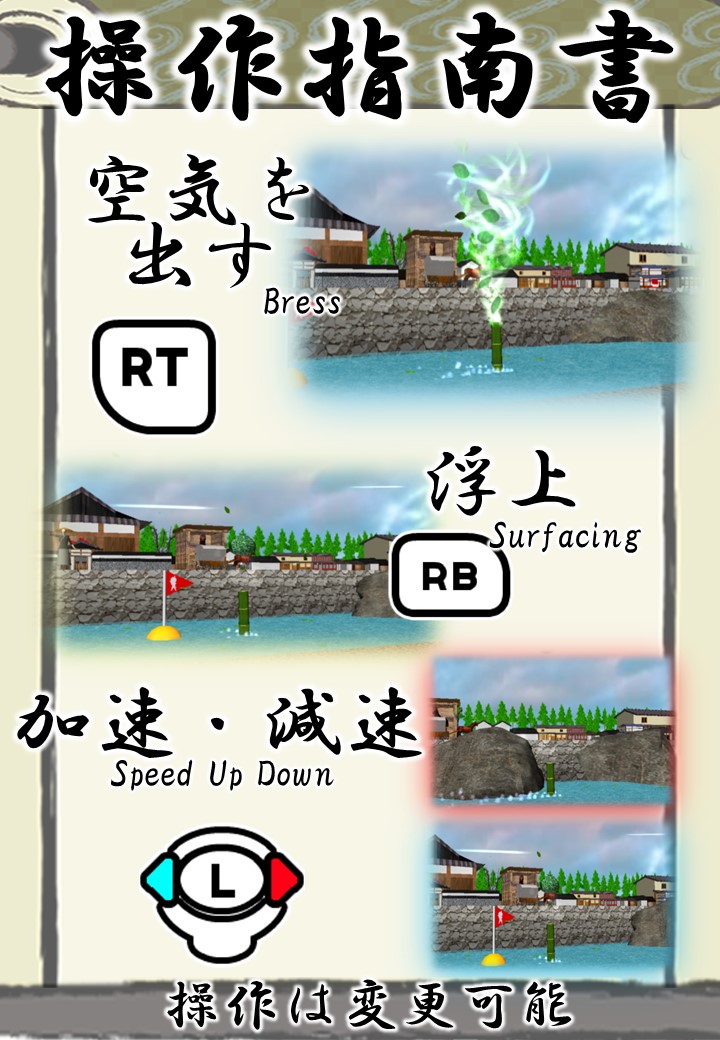 操作指南書
空気を
出す
Bress
RT
浮上
Surfacing
RB
加速・減速
Speed Up Down
L
操作は変更可能